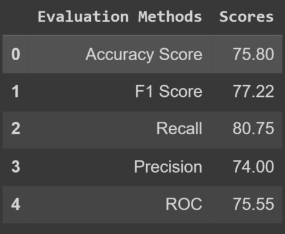 Evaluation Methods Scores
0 Accuracy Score 75.80
1 F1 Score 77.22
2 Recall 80.75
3 Precision 74.00
4 ROC 75.55